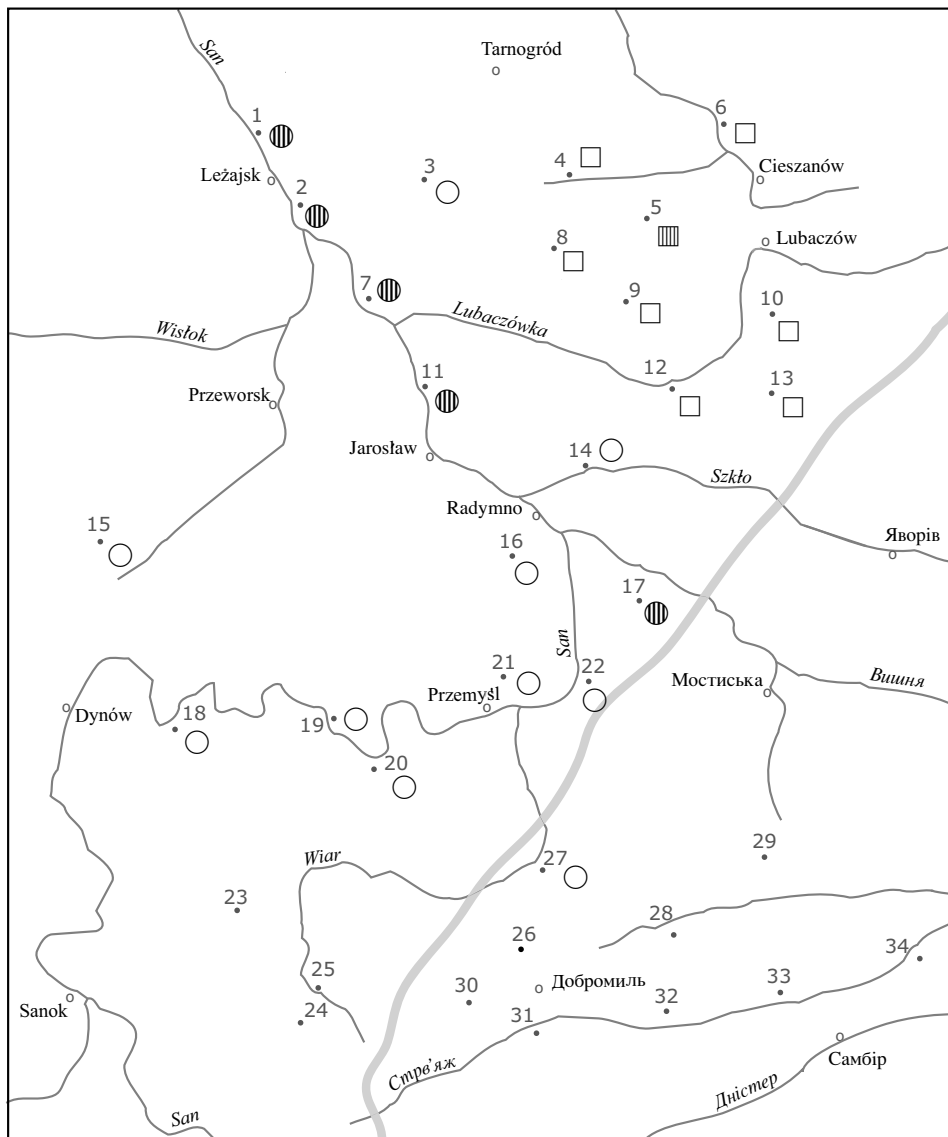 San
Tarnogród
1
6
3
4
Leżajsk
Cieszanów
2
5
8
Lubaczów
7
9
10
Lubaczówka
Wisłok
11
12
13
Przeworsk
Jarosław
14
Szkło
Radymno
15
16
Яворів
17
San
21
22
Мостиська
Вишня
Przemyśl
Dynów
18
19
20
Wiar
27
29
23
28
26
34
25
Добромиль
33
Sanok
30
32
24
31
Самбір
Стрв'яж
Дністер
San